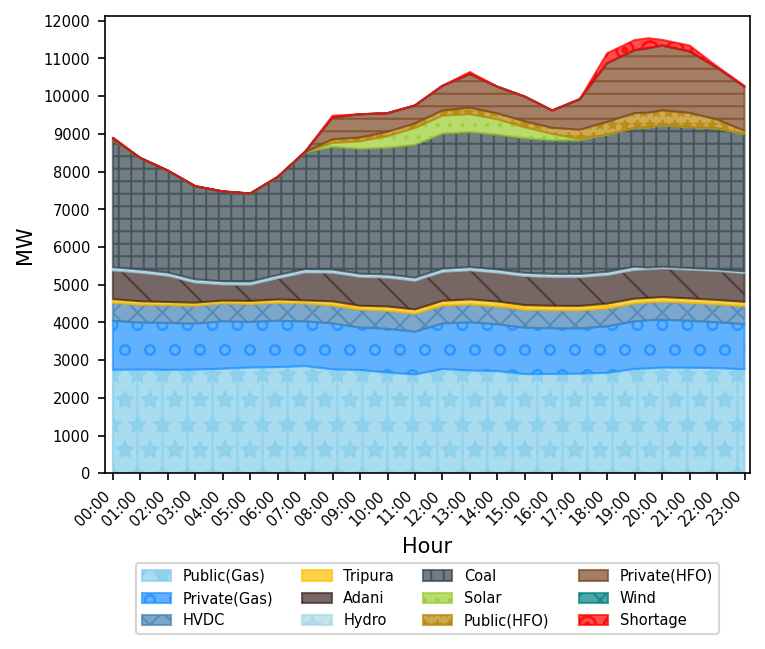 12000
11000
10000
9000
8000
7000
6000
5000
4000
3000
2000
1000
0
MW
00:00 01:00 02:00 03:00 04:00 05:00 06:00 07:00 08:00 09:00 10:00 11:00 12:00 13:00 14:00 15:00 16:00 17:00 18:00 19:00 20:00 21:00 22:00 23:00
Hour
Public(Gas) Tripura Coal Private(HFO)
Private(Gas) Adani Solar Wind
HVDC Hydro Public(HFO) Shortage